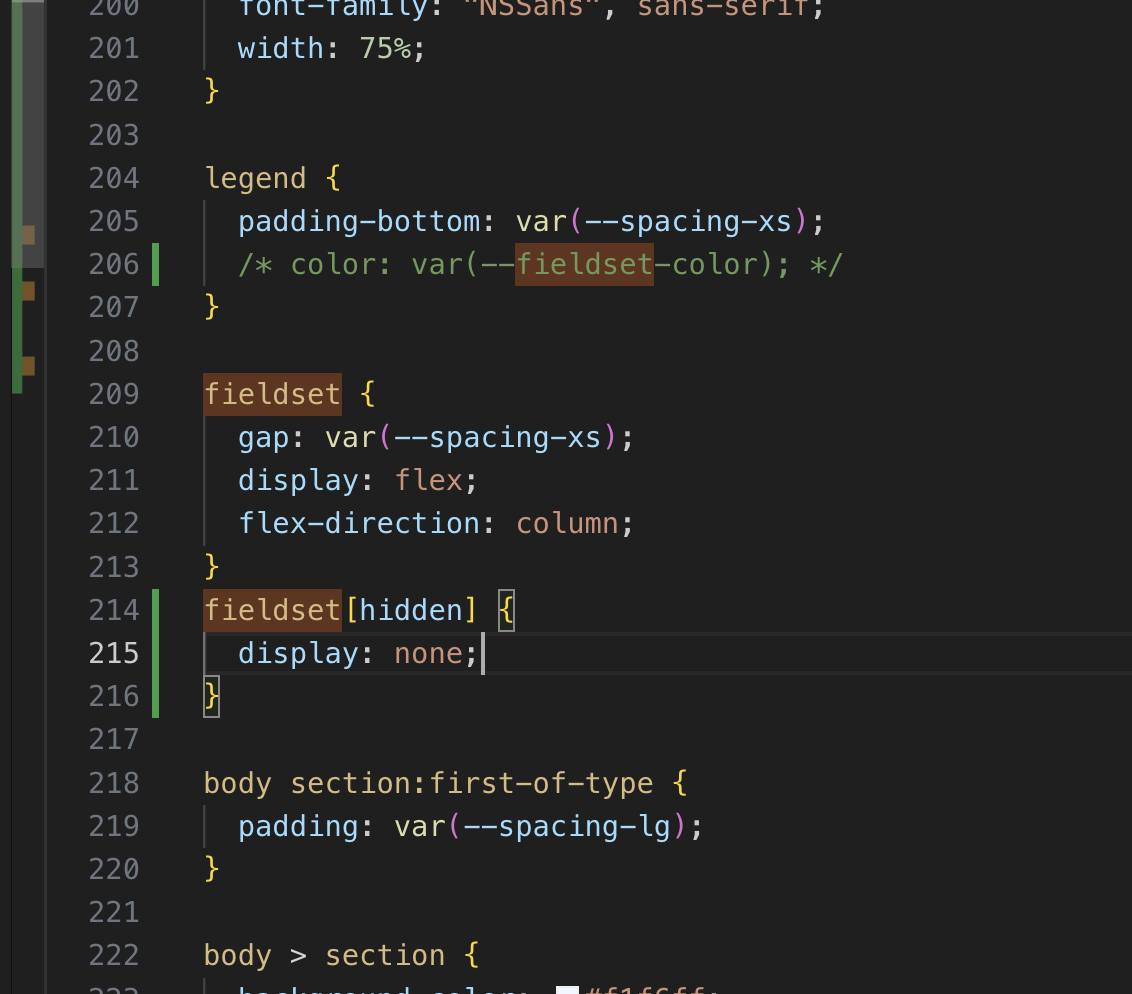 200 font-family: "NSSans", sans-serif;
201 width: 75%;
202 }
203
204 legend {
205 padding-bottom: var(--spacing-xs);
206 /* color: var(--fieldset-color); */
207 }
208
209 fieldset {
210 gap: var(--spacing-xs);
211 display: flex;
212 flex-direction: column;
213 }
214 fieldset[hidden] {
215 display: none;
216 }
217
218 body section:first-of-type {
219 padding: var(--spacing-lg);
220 }
221
222 body > section {
223 background-color: #f1f6ff;